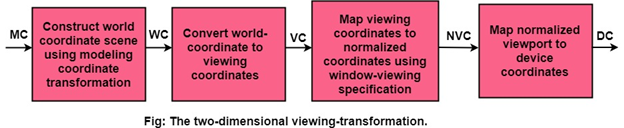 MC
Construct world
coordinate scene
using modeling
coordinate
transformation
WC
Convert world-
coordinate to
viewing
coordinates
VC
Map viewing
coordinates to
normalized
coordinates using
window-viewing
specification
NVC
Map normalized
viewport to
device
coordinates
DC
Fig: The two-dimensional viewing-transformation.